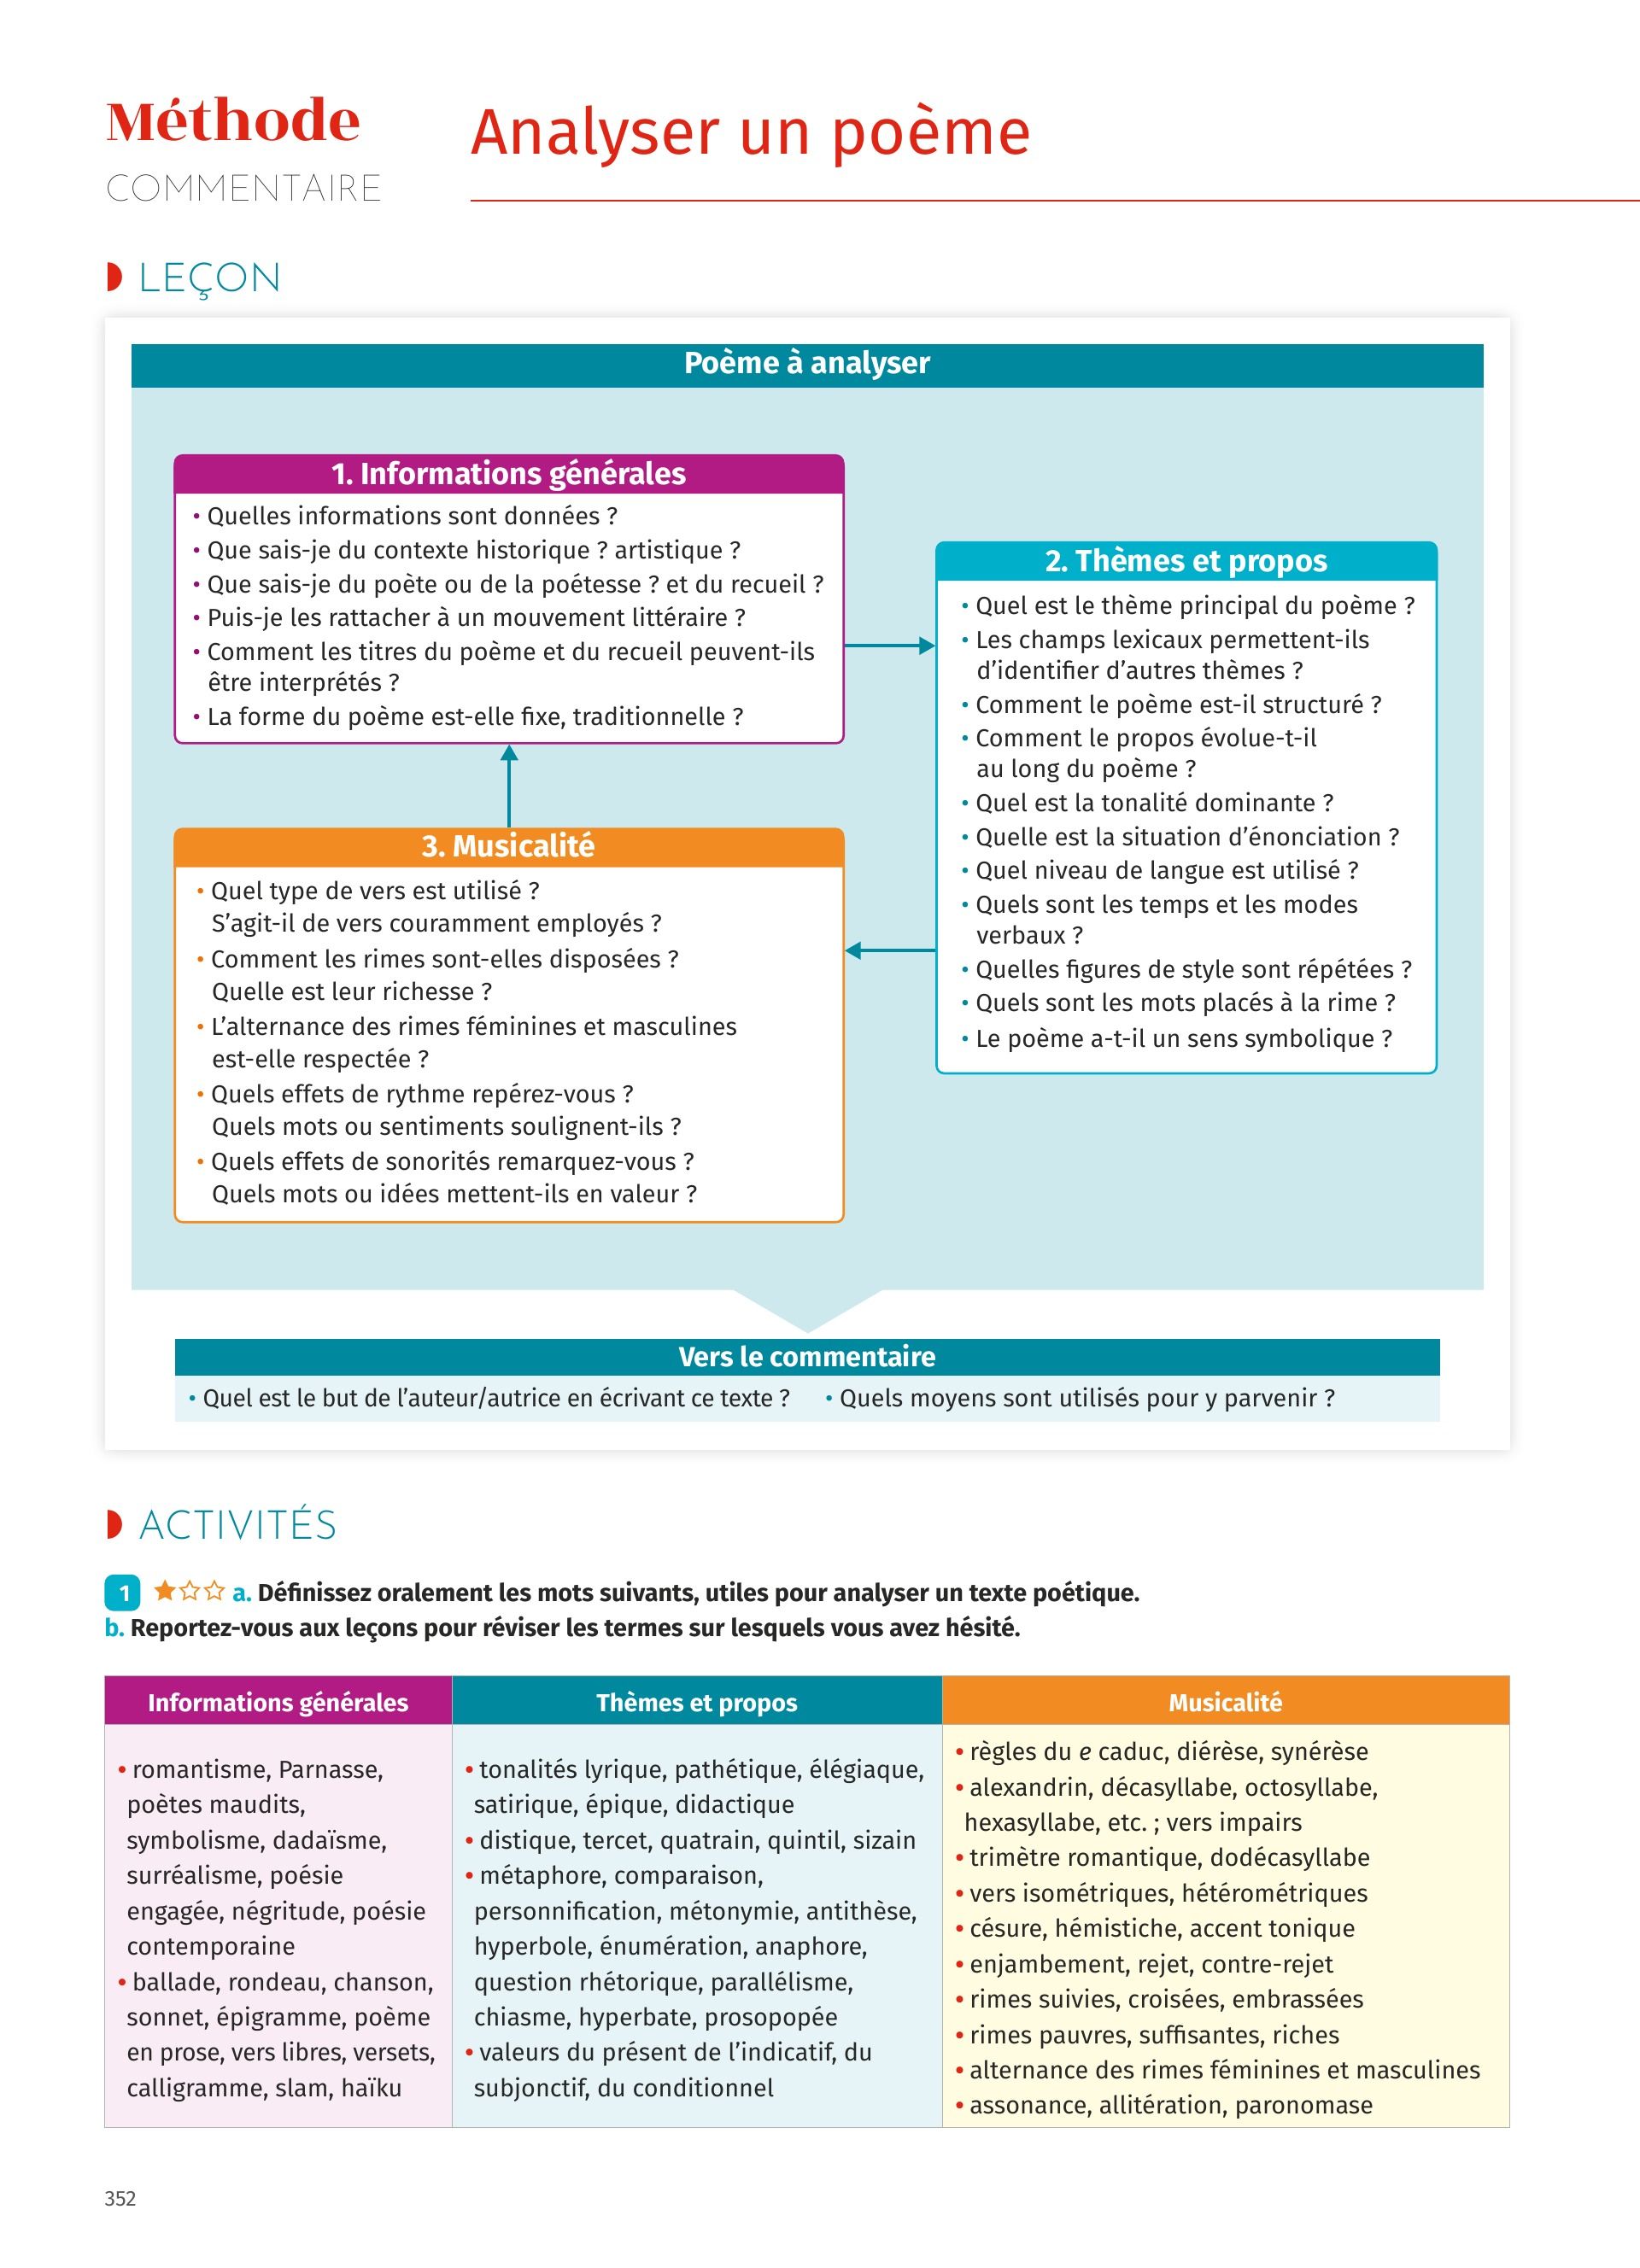 Méthode
COMMENTAIRE
Analyser un poème
LEÇON
Poème à analyser
1. Informations générales
• Quelles informations sont données ?
• Que sais-je du contexte historique ? artistique ?
• Que sais-je du poète ou de la poétesse ? et du recueil ?
• Puis-je les rattacher à un mouvement littéraire ?
• Comment les titres du poème et du recueil peuvent-ils
être interprétés ?
• La forme du poème est-elle fixe, traditionnelle ?
2. Thèmes et propos
• Quel est le thème principal du poème ?
• Les champs lexicaux permettent-ils
d’identifier d’autres thèmes ?
• Comment le poème est-il structuré ?
• Comment le propos évolue-t-il
au long du poème ?
• Quel est la tonalité dominante ?
• Quelle est la situation d’énonciation ?
• Quel niveau de langue est utilisé ?
• Quels sont les temps et les modes
verbaux ?
• Quelles figures de style sont répétées ?
• Quels sont les mots placés à la rime ?
• Le poème a-t-il un sens symbolique ?
3. Musicalité
• Quel type de vers est utilisé ?
S’agit-il de vers couramment employés ?
• Comment les rimes sont-elles disposées ?
Quelle est leur richesse ?
• L’alternance des rimes féminines et masculines
est-elle respectée ?
• Quels effets de rythme repérez-vous ?
Quels mots ou sentiments soulignent-ils ?
• Quels effets de sonorités remarquez-vous ?
Quels mots ou idées mettent-ils en valeur ?
Vers le commentaire
• Quel est le but de l’auteur/autrice en écrivant ce texte ? • Quels moyens sont utilisés pour y parvenir ?
ACTIVITÉS
1 a. Définissez oralement les mots suivants, utiles pour analyser un texte poétique.
b. Reportez-vous aux leçons pour réviser les termes sur lesquels vous avez hésité.
Informations générales
• romantisme, Parnasse,
poètes maudits,
symbolisme, dadaïsme,
surréalisme, poésie
engagée, négritude, poésie
contemporaine
• ballade, rondeau, chanson,
sonnet, épigramme, poème
en prose, vers libres, versets,
calligramme, slam, haïku
Thèmes et propos
• tonalités lyrique, pathétique, élégiaque,
satirique, épique, didactique
• distique, tercet, quatrain, quintil, sizain
• métaphore, comparaison,
personnification, métonymie, antithèse,
hyperbole, énumération, anaphore,
question rhétorique, parallélisme,
chiasme, hyperbate, prosopopée
• valeurs du présent de l’indicatif, du
subjonctif, du conditionnel
Musicalité
• règles du e caduc, diérèse, synérèse
• alexandrin, décasyllabe, octosyllabe,
hexasyllabe, etc. ; vers impairs
• trimètre romantique, dodécasyllabe
• vers isométriques, hétérométriques
• césure, hémistiche, accent tonique
• enjambement, rejet, contre-rejet
• rimes suivies, croisées, embrassées
• rimes pauvres, suffisantes, riches
• alternance des rimes féminines et masculines
• assonance, allitération, paronomase
352